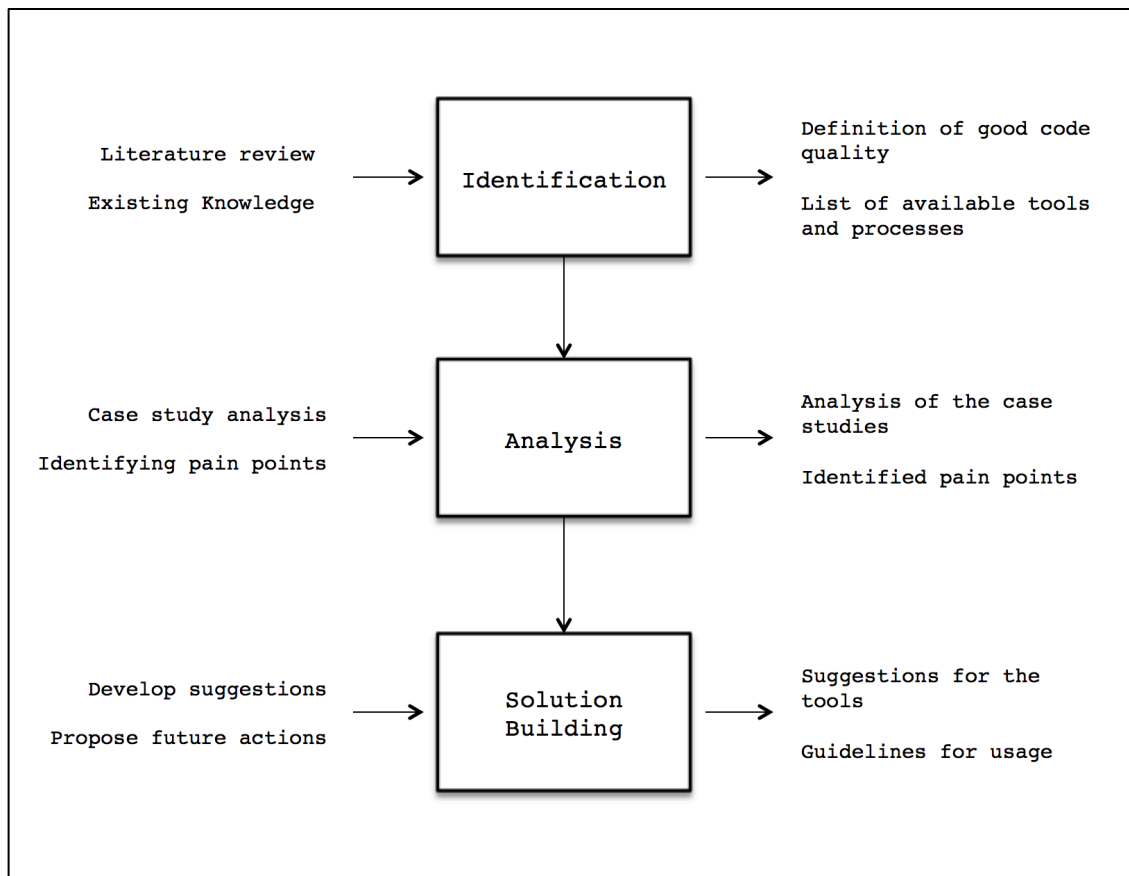 Literature review
Existing Knowledge
Identification
Definition of good code
quality
List of available tools
and processes
Case study analysis
Identifying pain points
Analysis
Analysis of the case
studies
Identified pain points
Develop suggestions
Propose future actions
Solution
Building
Suggestions for the
tools
Guidelines for usage